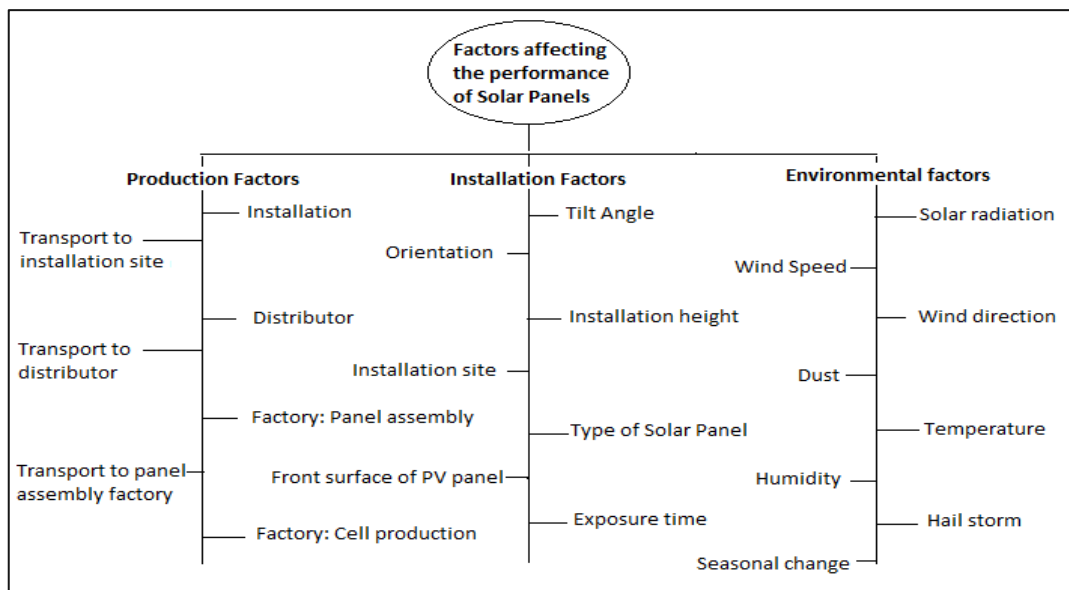 Factors affecting
the performance
of Solar Panels
Production Factors
Installation
Transport to
installation site
Distributor
Transport to
distributor
Factory: Panel assembly
Transport to panel
assembly factory
Factory: Cell production
Installation Factors
Tilt Angle
Orientation
Installation height
Installation site
Type of Solar Panel
Front surface of PV panel
Exposure time
Environmental factors
Solar radiation
Wind Speed
Wind direction
Dust
Temperature
Humidity
Hail storm
Seasonal change